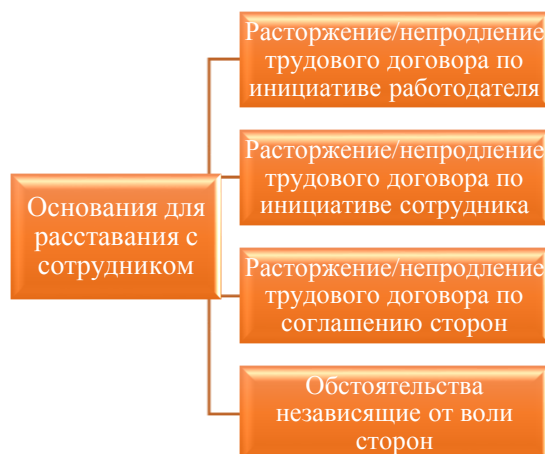 Расторжение/непродление
трудового договора по
инициативе работодателя
Расторжение/непродление
трудового договора по
инициативе сотрудника
Основания для
расставания с
сотрудником
Расторжение/непродление
трудового договора по
соглашению сторон
Обстоятельства
независящие от воли
сторон